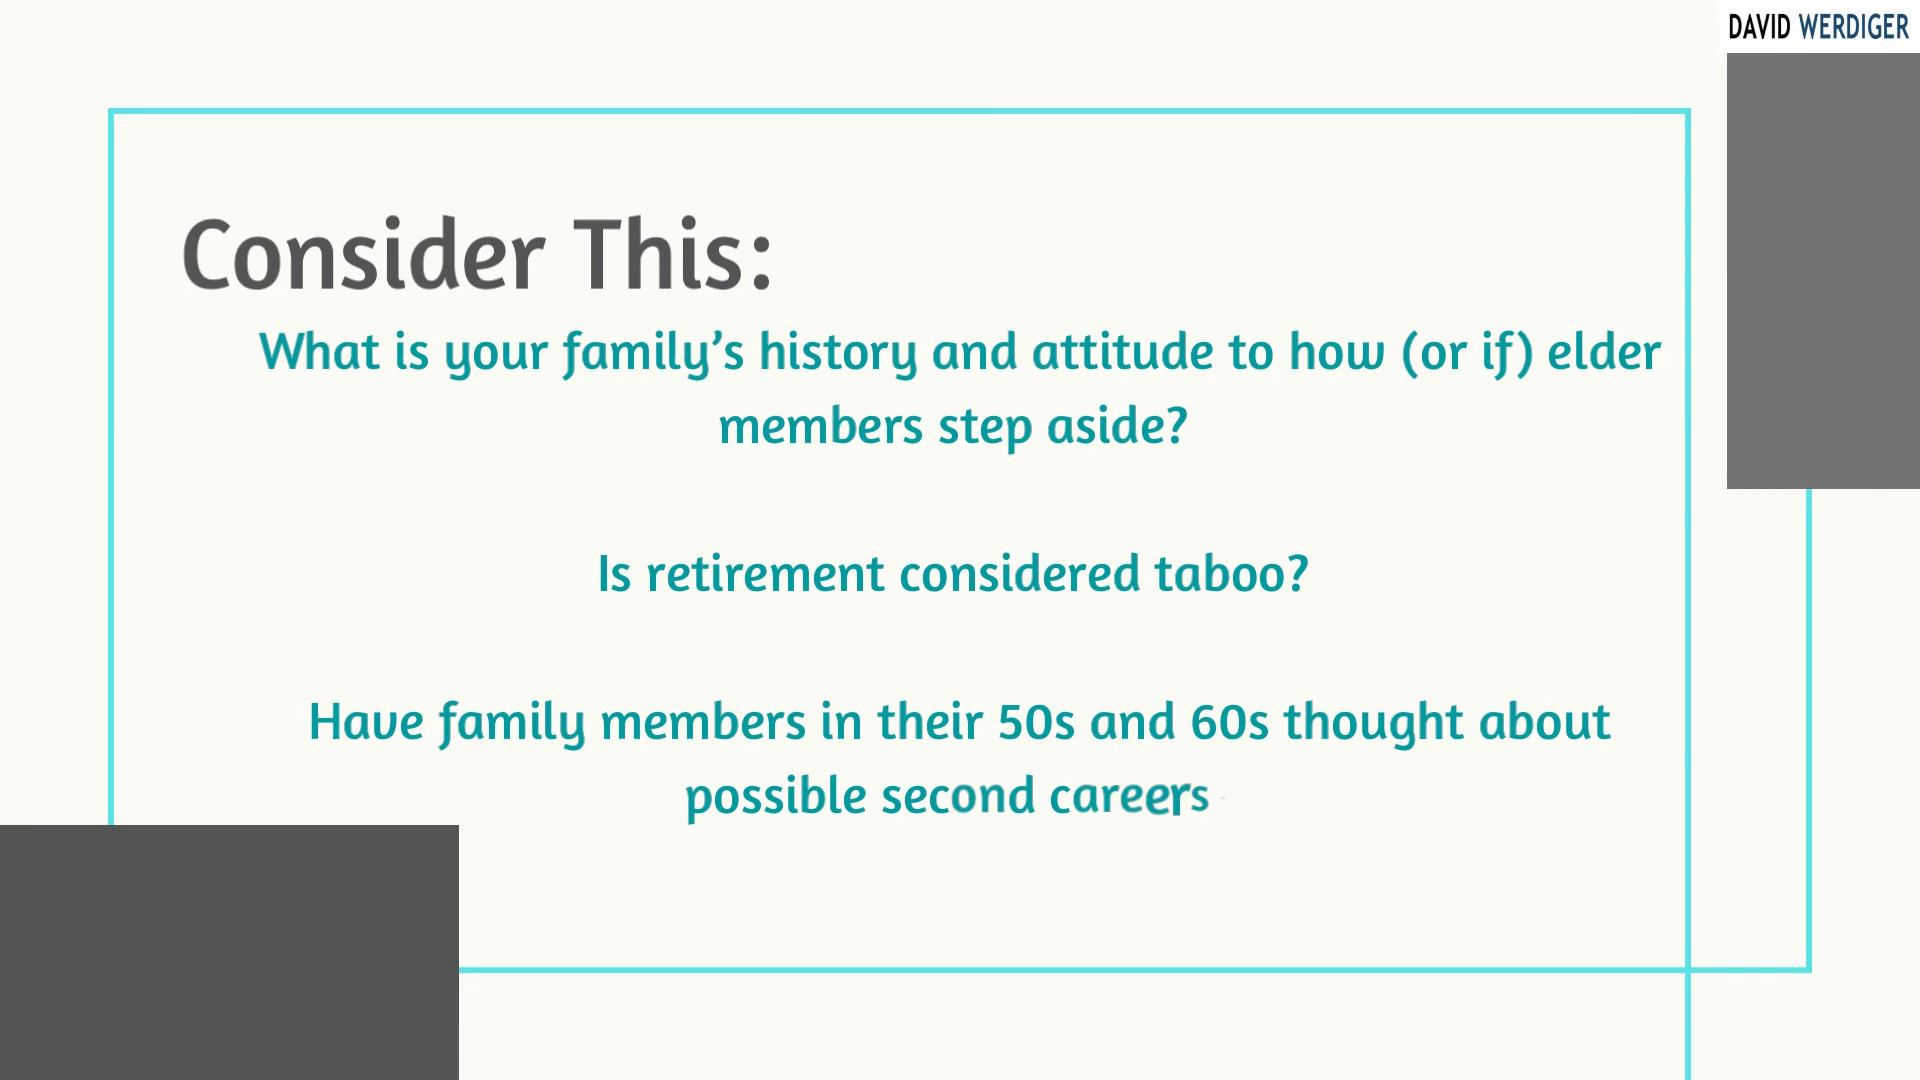 DAVID WERDIGER
Consider This:
What is your family’s history and attitude to how (or if) elder
members step aside?
Is retirement considered taboo?
Have family members in their 50s and 60s thought about
possible second careers